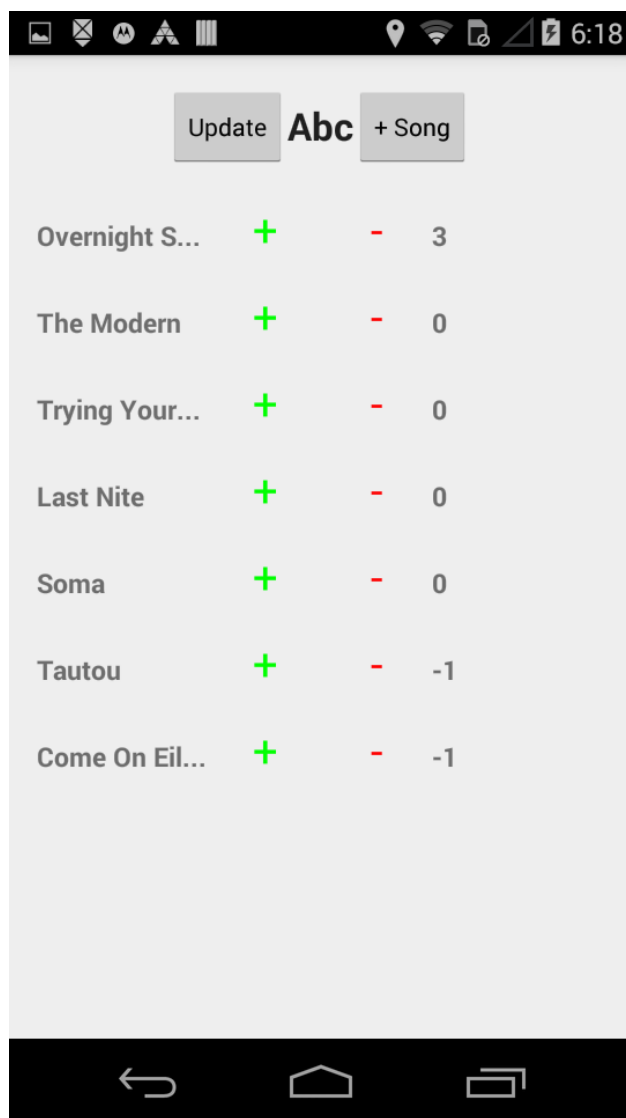 6:18
Update Abc + Song
Overnight S... + - 3
The Modern + - 0
Trying Your... + - 0
Last Nite + - 0
Soma + - 0
Tautou + - -1
Come On Eil... + - -1